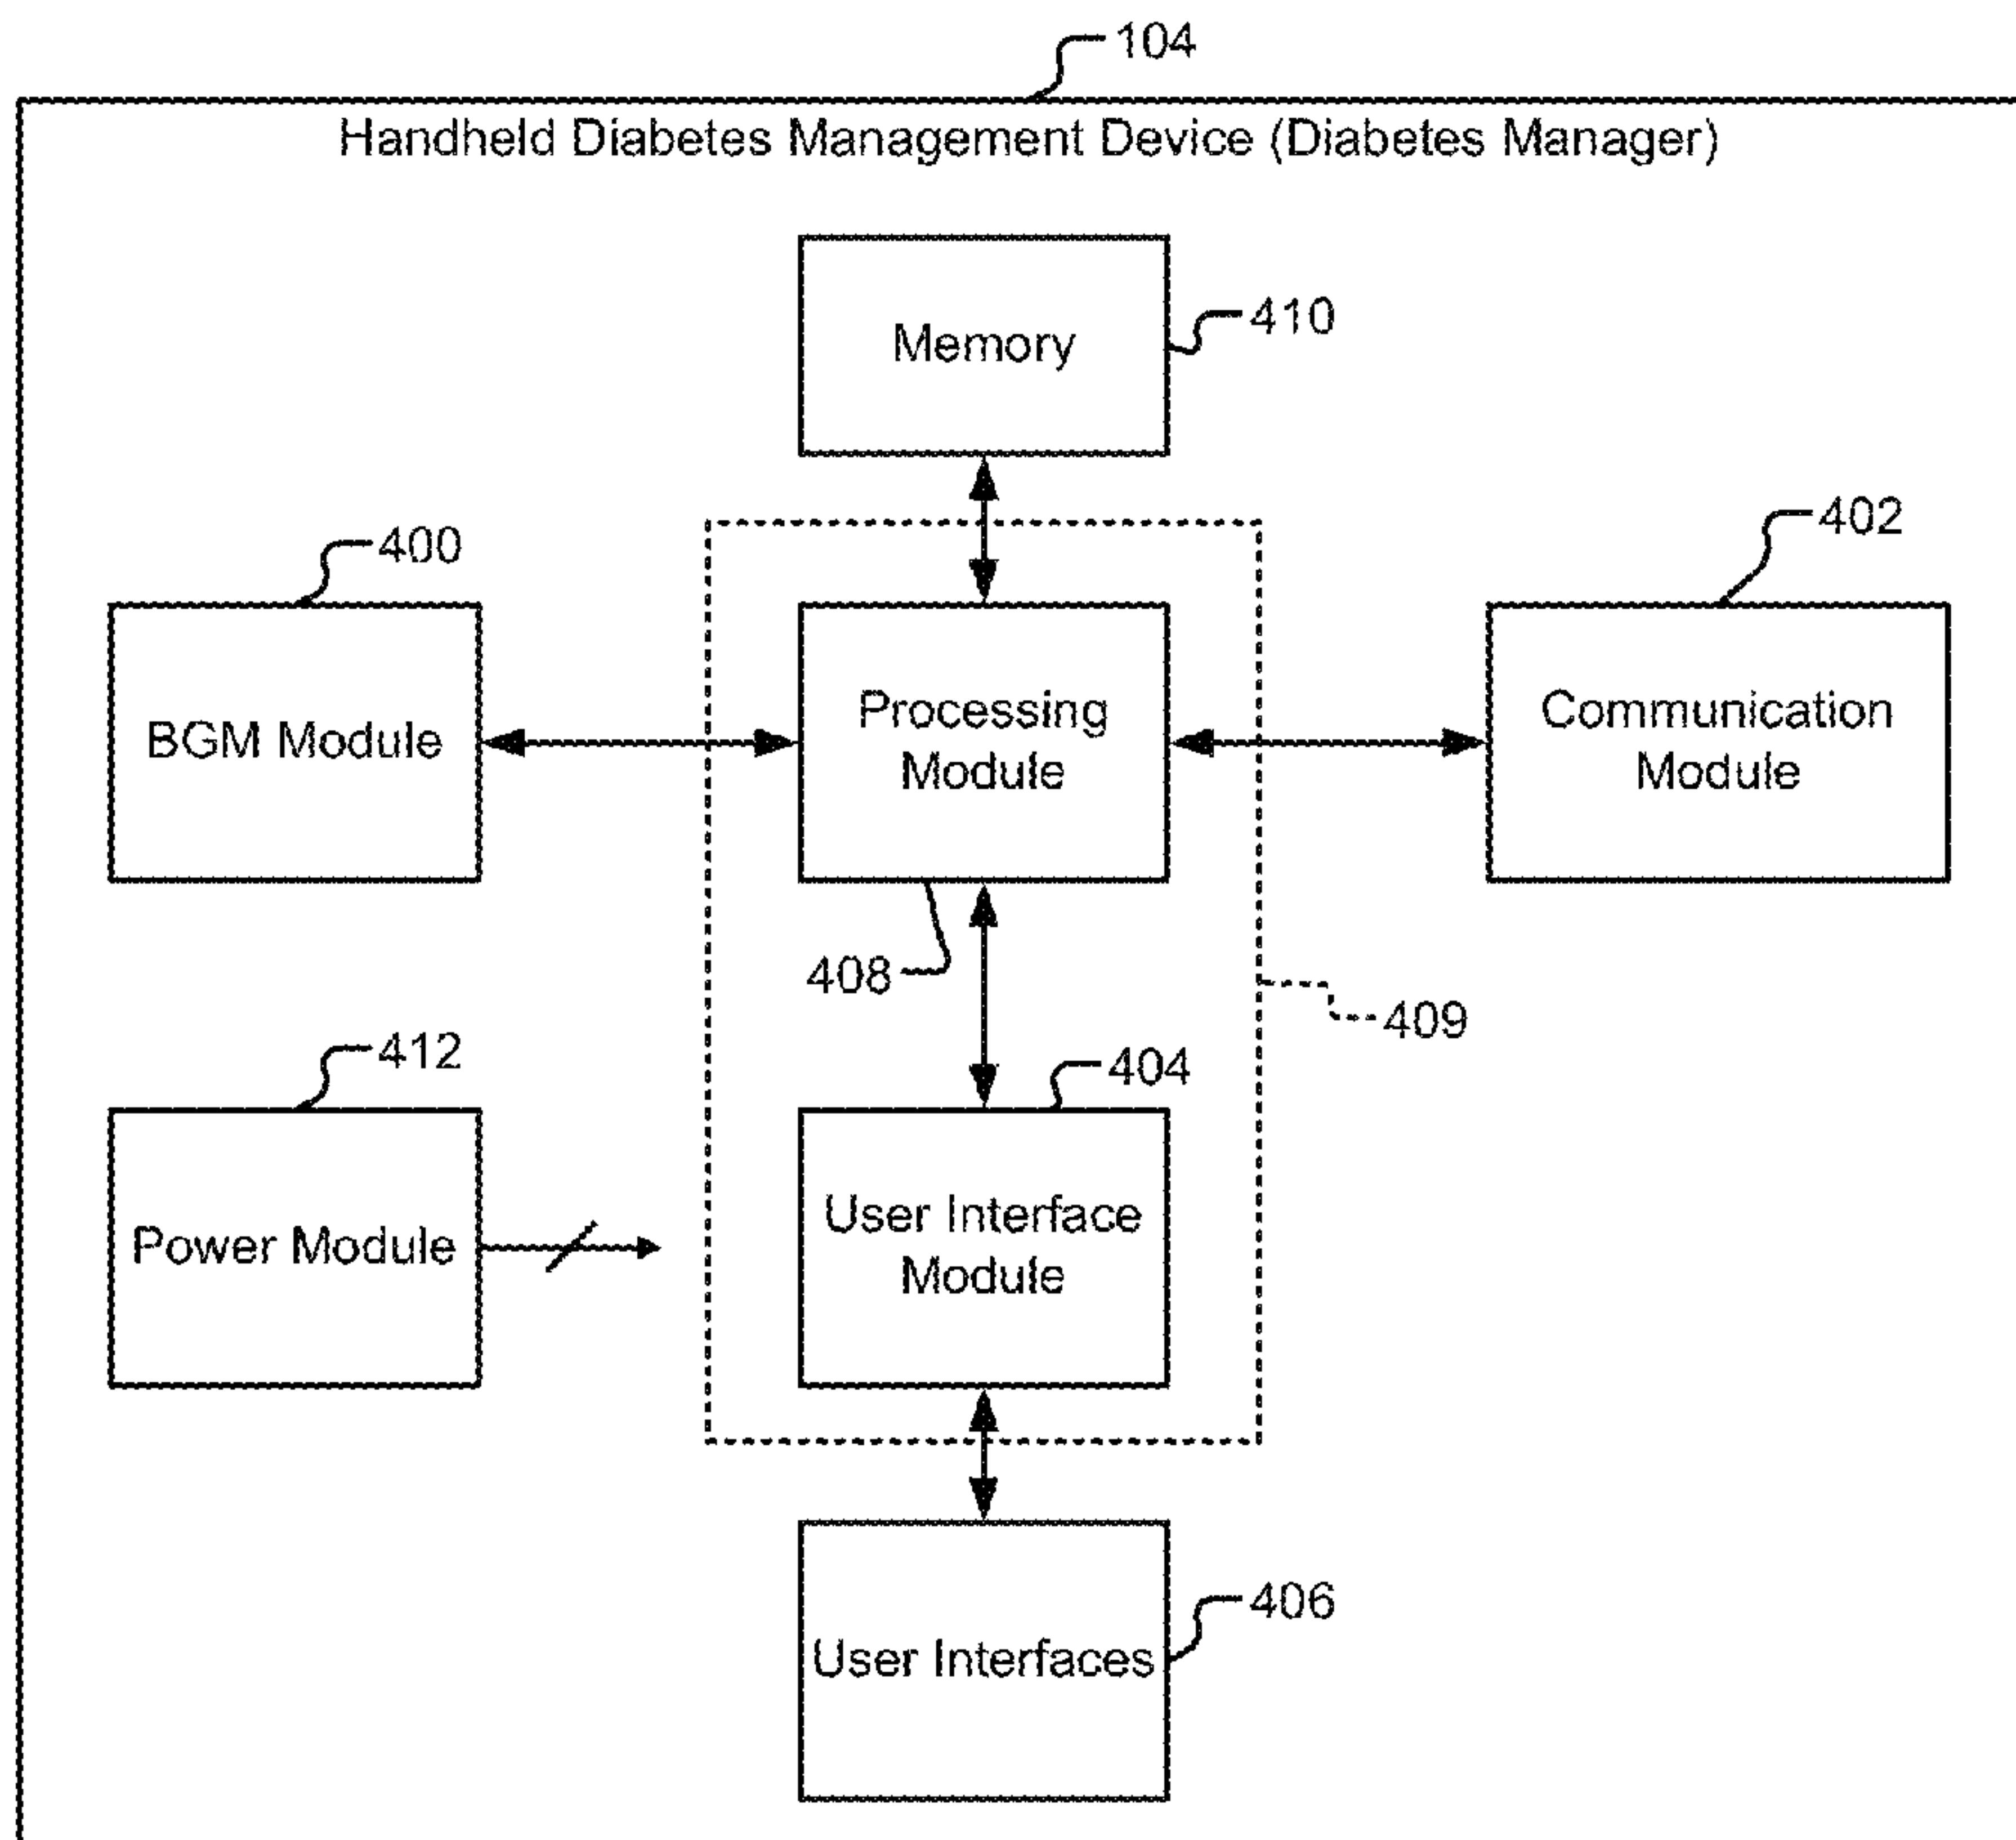 104
Handheld Diabetes Management Device (Diabetes Manager)
Memory
410
400
402
BGM Module
Processing
Module
Communication
Module
408
409
412
404
Power Module
User Interface
Module
406
User Interfaces